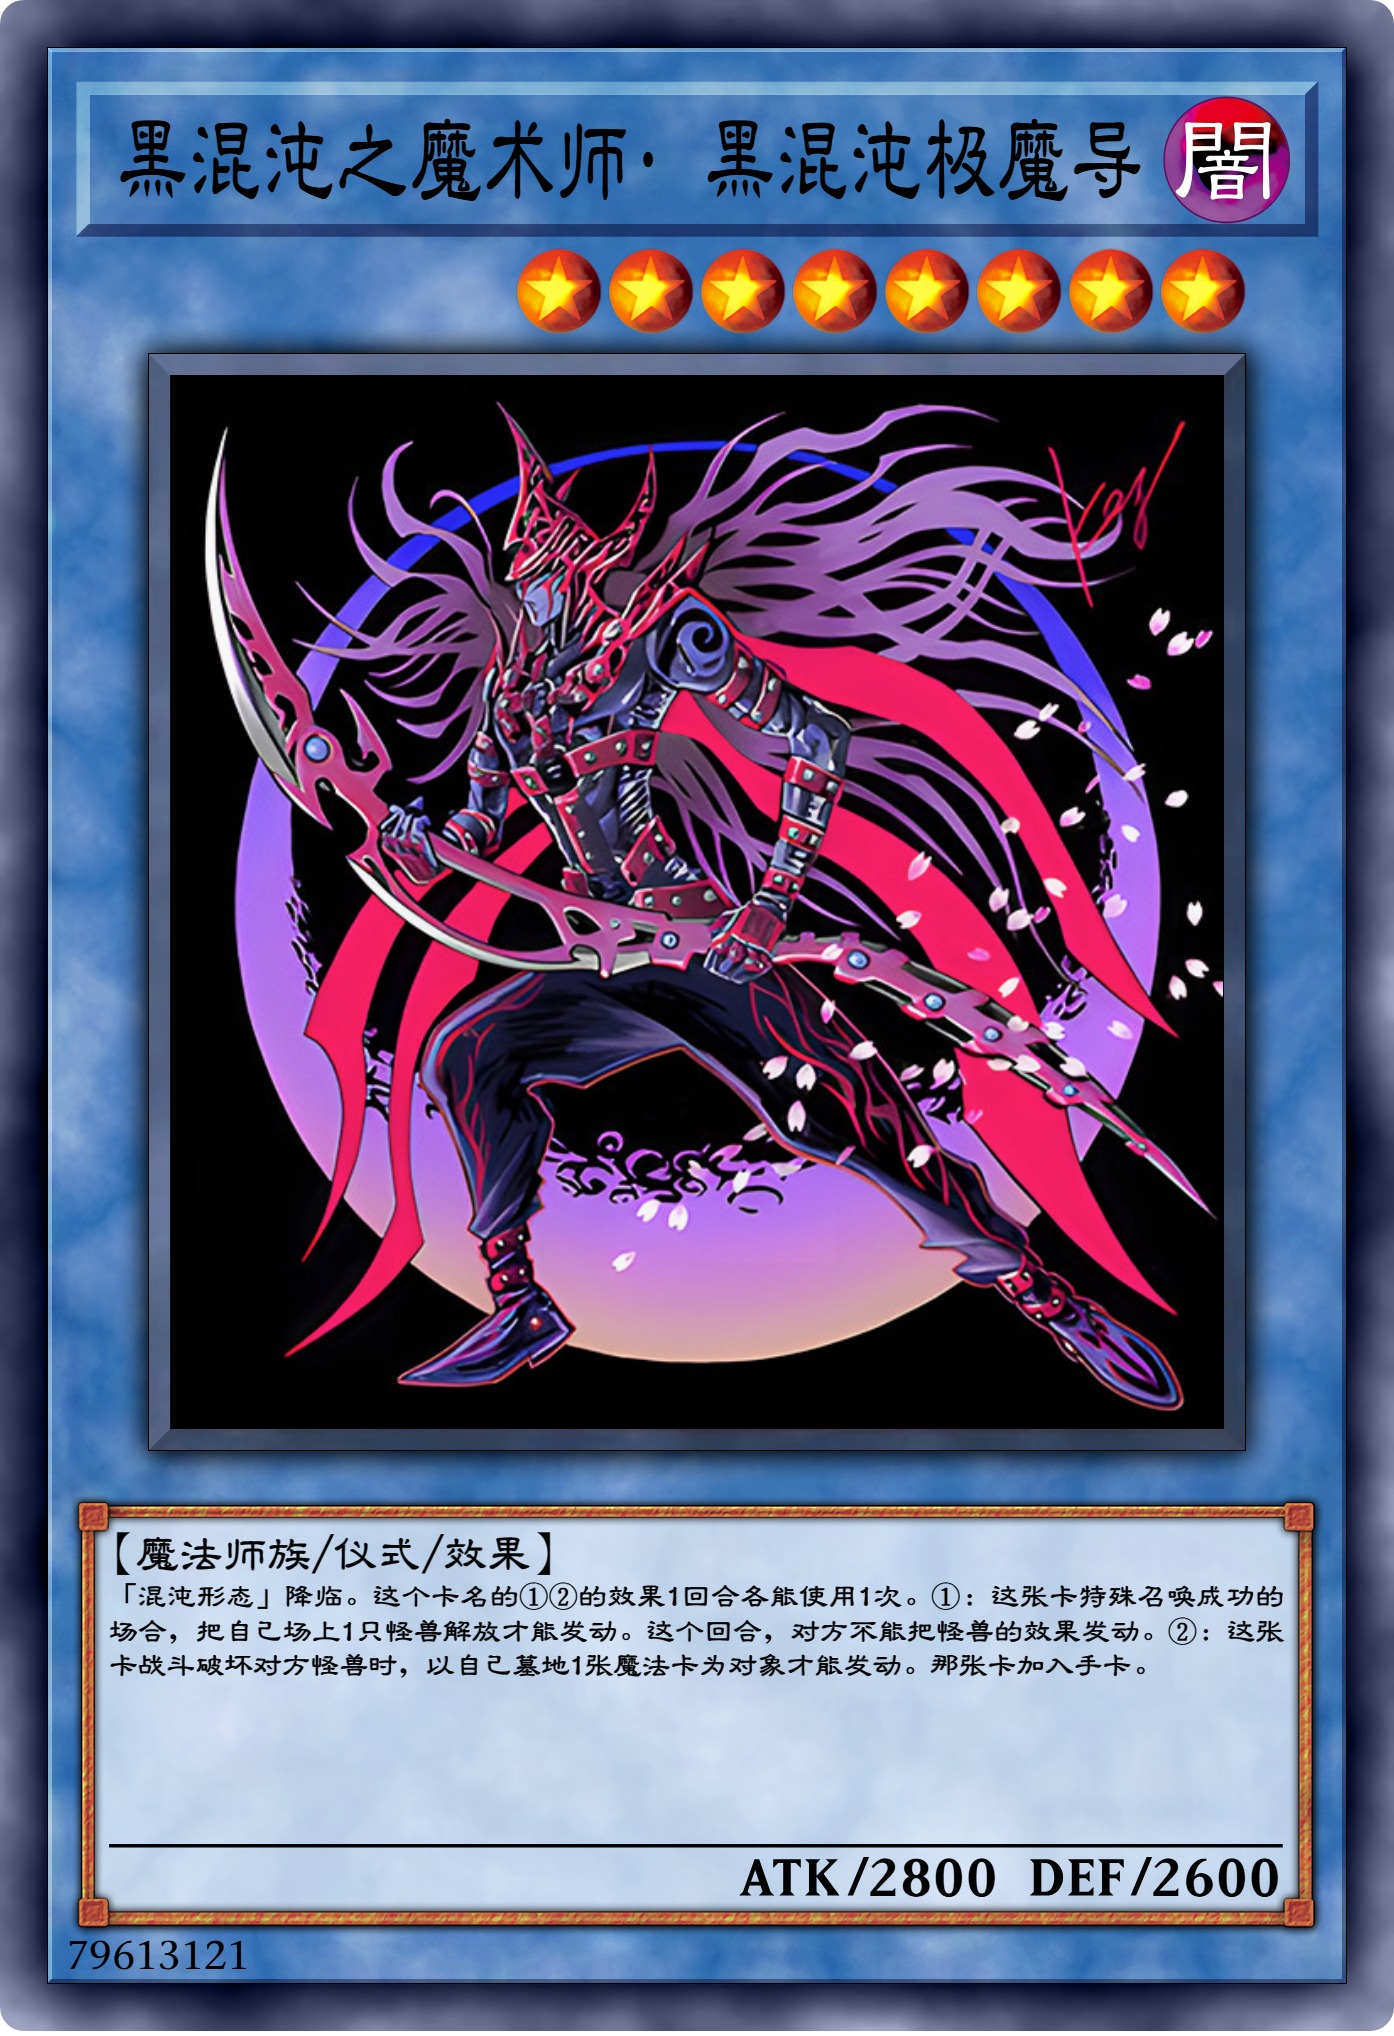 黑混沌之魔术师·黑混沌极魔导
闇
【魔法师族/仪式/效果】
「混沌形态」降临。这个卡名的①②的效果1回合各能使用1次。①：这张卡特殊召唤成功的
场合，把自己场上1只怪兽解放才能发动。这个回合，对方不能把怪兽的效果发动。②：这张
卡战斗破坏对方怪兽时，以自己墓地1张魔法卡为对象才能发动。那张卡加入手卡。
ATK/2800 DEF/2600
79613121